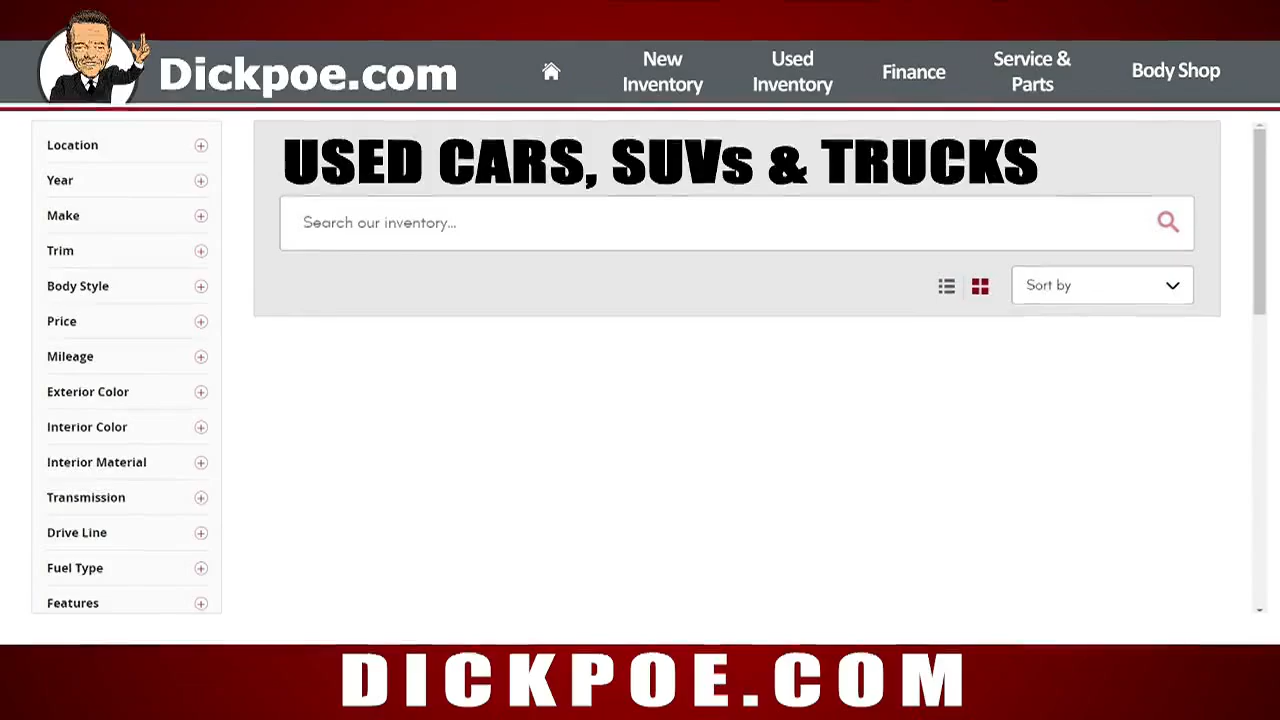 Dickpoe.com
New
Inventory
Used
Inventory
Finance
Service &
Parts
Body Shop
Location
Year
Make
Trim
Body Style
Price
Mileage
Exterior Color
Interior Color
Interior Material
Transmission
Drive Line
Fuel Type
Features
USED CARS, SUVs & TRUCKS
Search our inventory...
Sort by
DICKPOE.COM